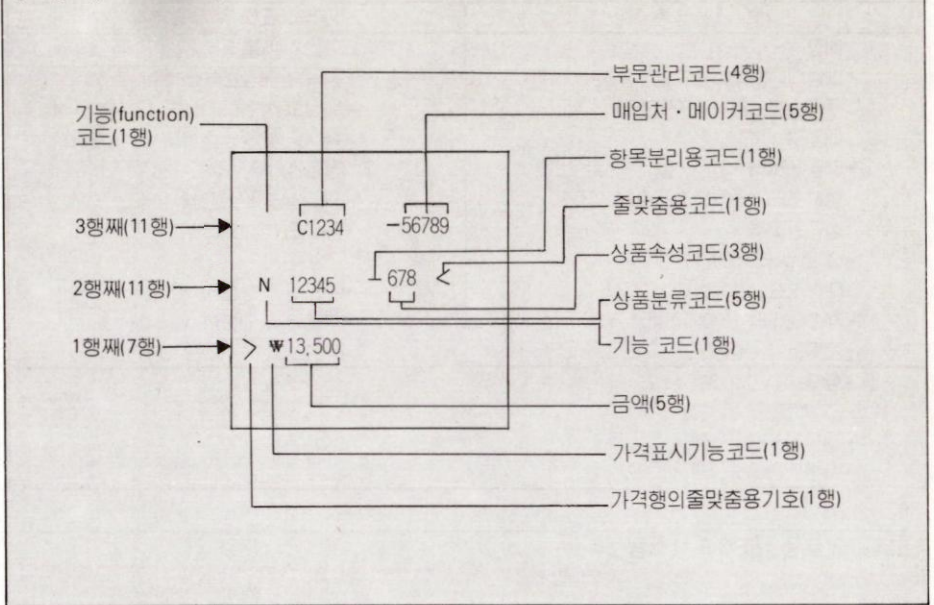 부문관리코드(4행)
기능(function)
코드(1행)
매입처·메이커코드(5행)
항목분리용코드(1행)
줄맞춤용코드(1행)
3행째(11행)
C1234 -56789
상품속성코드(3행)
2행째(11행)
N 12345 - 678 <
상품분류코드(5행)
1행째(7행)
> ₩13,500
기능 코드(1행)
금액(5행)
가격표시기능코드(1행)
가격행의줄맞춤용기호(1행)